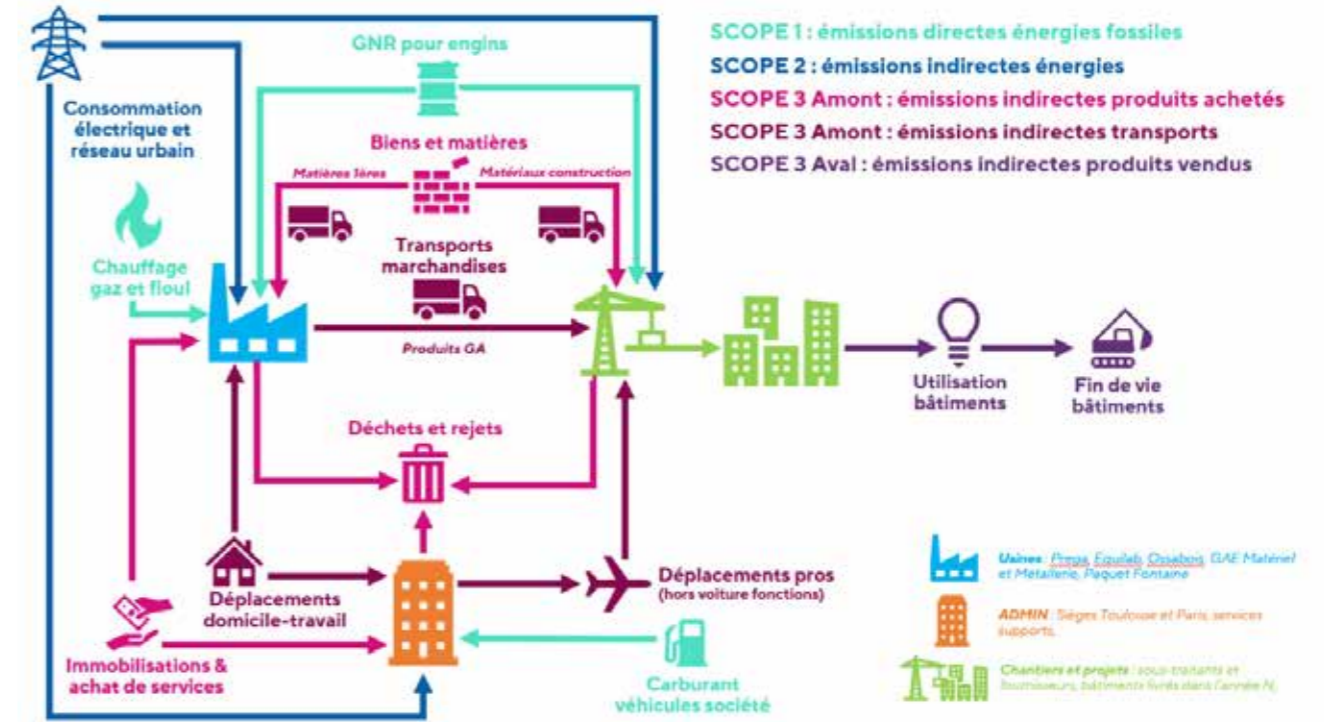 SCOPE 1 : émissions directes énergies fossiles
SCOPE 2 : émissions indirectes énergies
SCOPE 3 Amont : émissions indirectes produits achetés
SCOPE 3 Amont : émissions indirectes transports
SCOPE 3 Aval : émissions indirectes produits vendus
GNR pour engins
Consommation
électrique et
réseau urbain
Biens et matières
Matières 1ères
Matériaux construction
Transports
marchandises
Chauffage
gaz et fioul
Produits GA
Utilisation
bâtiments
Fin de vie
bâtiments
Déchets et rejets
Déplacements
domicile-travail
Déplacements pros
(hors voiture fonctions)
Immobilisations &
achat de services
Carburant
véhicules société
Usines : Prega, Equilab, Ossabois, GAE Matériel
et Métallerie, Paquet Fontaine
ADMIN : Sièges Toulouse et Paris, services
supports.
Chantiers et projets : sous-traitants et
fournisseurs, bâtiments livrés dans l'année N.